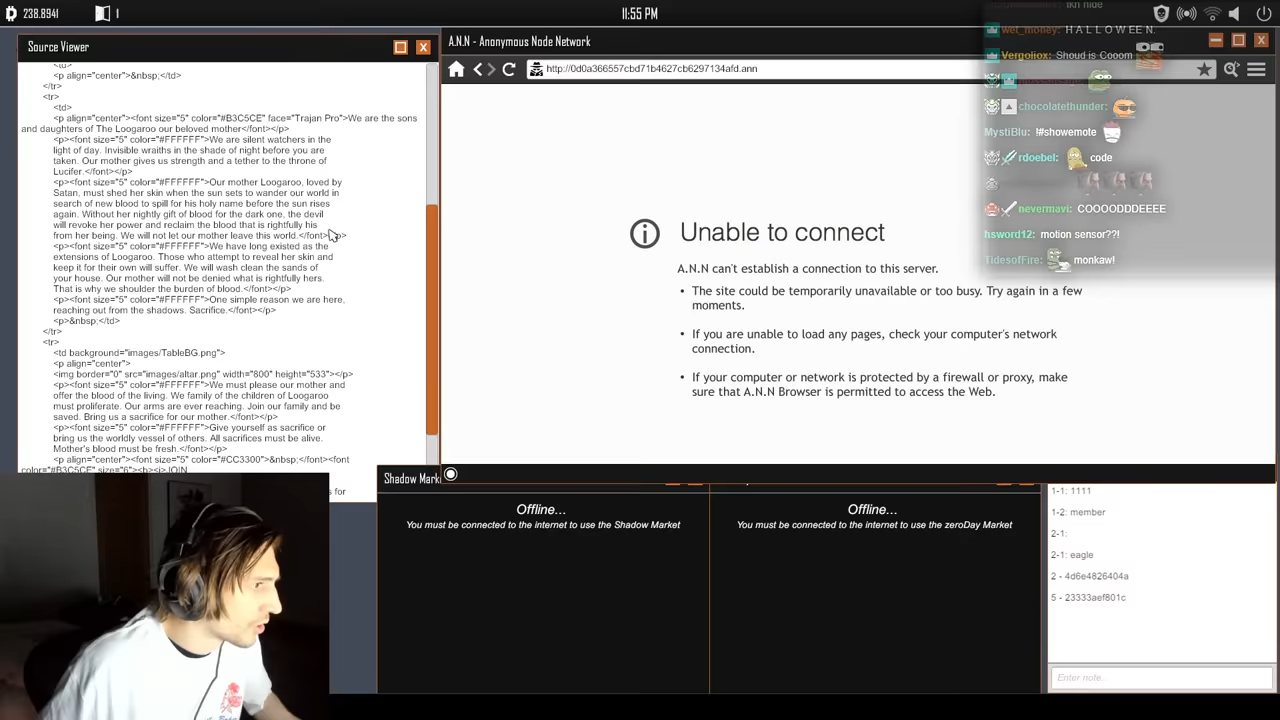 238.8941
1
11:55 PM
Source Viewer
<td>
<p align="center">&nbsp;</td>
</tr>
<tr>
<td>
<p align="center"><font size="5" color="#B3C5CE" face="Trajan Pro">We are the sons
and daughters of The Loogaroo our beloved mother</font></p>
<p><font size="5" color="#FFFFFF">We are silent watchers in the
light of day. Invisible wraiths in the shade of night before you are
taken. Our mother gives us strength and a tether to the throne of
Lucifer.</font></p>
<p><font size="5" color="#FFFFFF">Our mother Loogaroo, loved by
Satan, must shed her skin when the sun sets to wander our world in
search of new blood to spill for his holy name before the sun rises
again. Without her nightly gift of blood for the dark one, the devil
will revoke her power and reclaim the blood that is rightfully his
from her being. We will not let our mother leave this world.</font></p>
<p><font size="5" color="#FFFFFF">We have long existed as the
extensions of Loogaroo. Those who attempt to reveal her skin and
keep it for their own will suffer. We will wash clean the sands of
your house. Our mother will not be denied what is rightfully hers.
That is why we shoulder the burden of blood.</font></p>
<p><font size="5" color="#FFFFFF">One simple reason we are here,
reaching out from the shadows. Sacrifice.</font></p>
<p>&nbsp;</td>
</tr>
<tr>
<td background="images/TableBG.png">
<p align="center">
<img border="0" src="images/altar.png" width="800" height="533"></p>
<p><font size="5" color="#FFFFFF">We must please our mother and
offer the blood of the living. We family of the children of Loogaroo
must proliferate. Our arms are ever reaching. Join our family and be
saved. Bring us a sacrifice for our mother.</font></p>
<p><font size="5" color="#FFFFFF">Give yourself as sacrifice or
bring us the worldly vessel of others. All sacrifices must be alive.
Mother's blood must be fresh.</font></p>
<p align="center"><font size="5" color="#CC3300">&nbsp;</font><font
color="#B3C5CE" size="6"><b><i>JOIN
s for
A.N.N - Anonymous Node Network
http://0d0a366557cbd71b4627cb6297134afd.ann
Unable to connect
A.N.N can't establish a connection to this server.
• The site could be temporarily unavailable or too busy. Try again in a few
moments.
• If you are unable to load any pages, check your computer's network
connection.
• If your computer or network is protected by a firewall or proxy, make
sure that A.N.N Browser is permitted to access the Web.
wet_money: H A L L O W E E N.
Vergoliox: Shoud is Cooom
chocolatethunder:
MystiBlu: !#showemote
rdoebel: code
nevermavi: COOOODDDEEEE
hsword12: motion sensor??!
TidesofFire: monkaw!
Shadow Mark
Offline...
You must be connected to the internet to use the Shadow Market
Offline...
You must be connected to the internet to use the zeroDay Market
1-1: 1111
1-2: member
2-1:
2-1: eagle
2 - 4d6e4826404a
5 - 23333aef801c
Enter note...